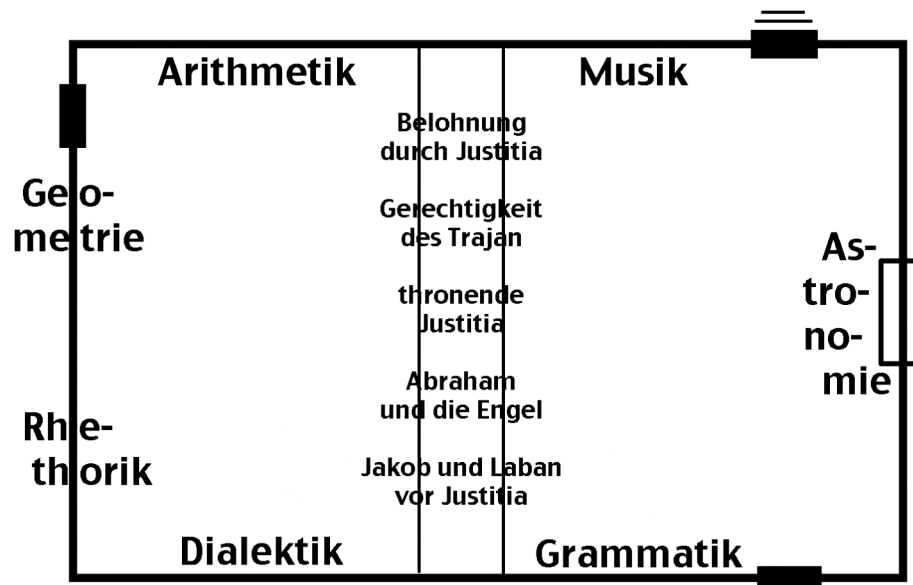 Arithmetik
Musik
Belohnung
durch Justitia
Geo-
metrie
Gerechtigkeit
des Trajan
As-
tro-
no-
mie
thronende
Justitia
Abraham
und die Engel
Rhe-
thorik
Jakob und Laban
vor Justitia
Dialektik
Grammatik